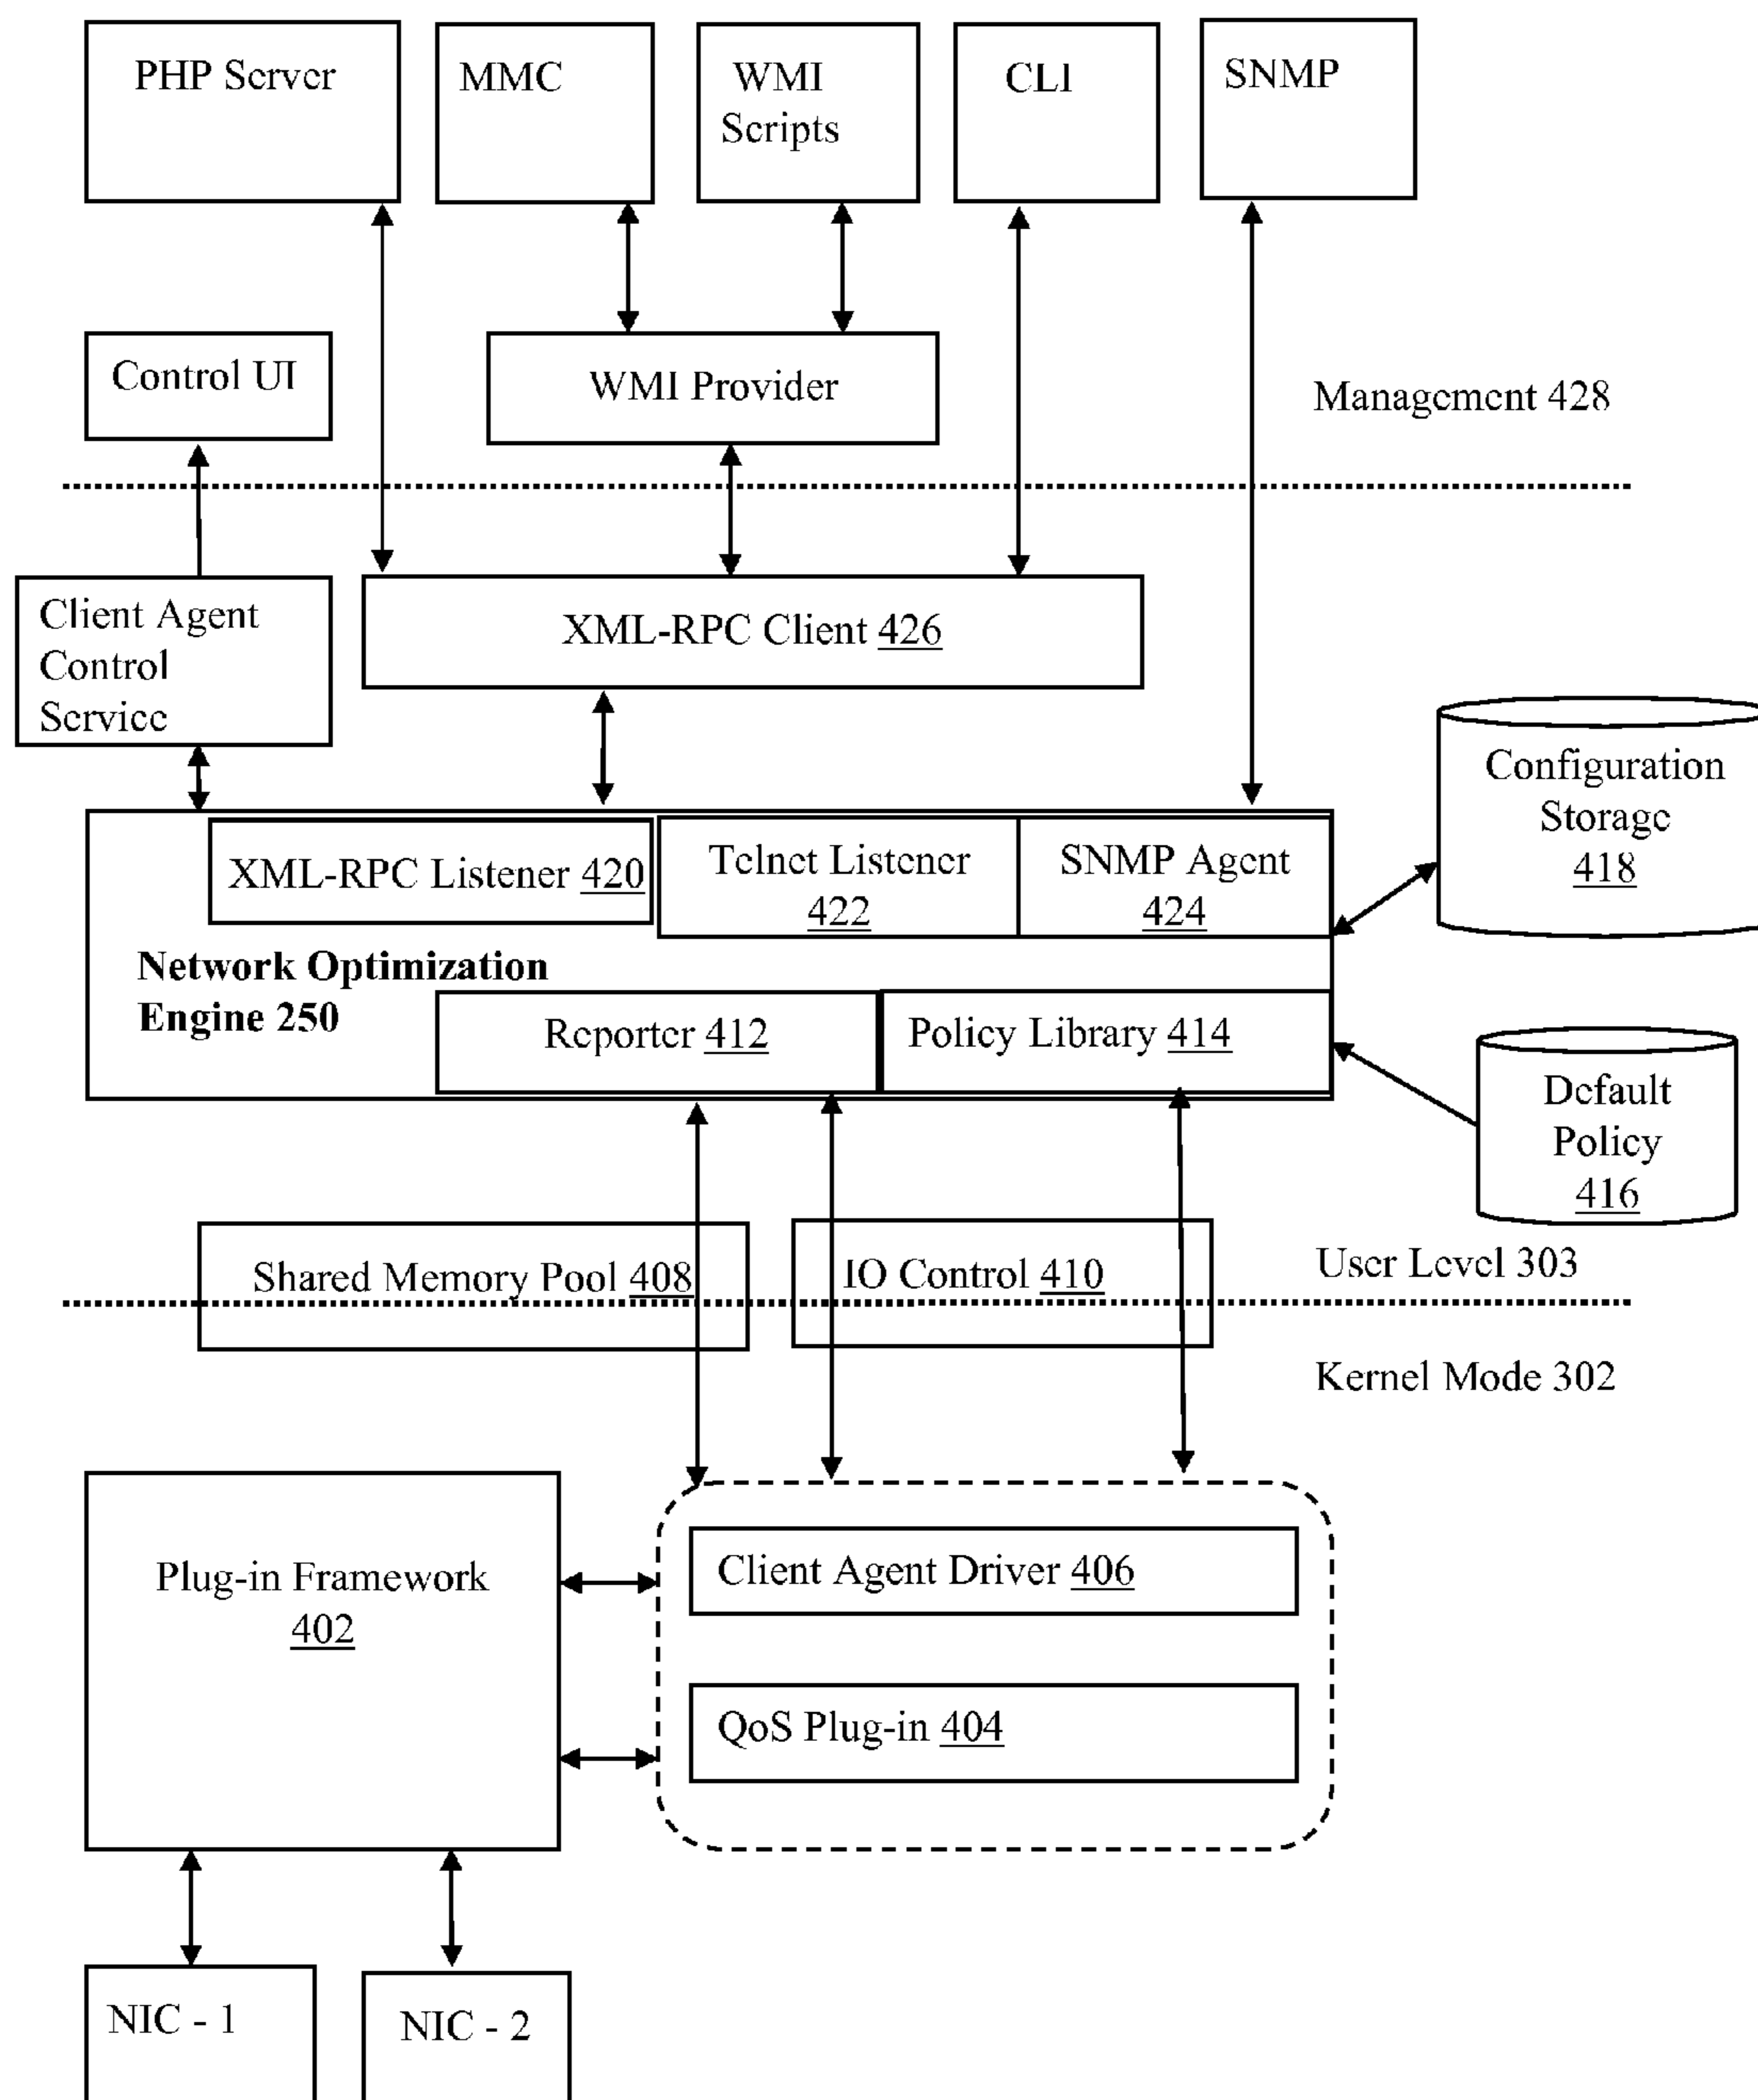 PHP Server
MMC
WMI
Scripts
CLI
SNMP
Control UI
WMI Provider
Management 428
Client Agent
Control
Service
XML-RPC Client 426
Configuration
Storage
418
XML-RPC Listener 420
Telnet Listener
422
SNMP Agent
424
Network Optimization
Engine 250
Reporter 412
Policy Library 414
Default
Policy
416
Shared Memory Pool 408
IO Control 410
User Level 303
Kernel Mode 302
Plug-in Framework
402
Client Agent Driver 406
QoS Plug-in 404
NIC - 1
NIC - 2